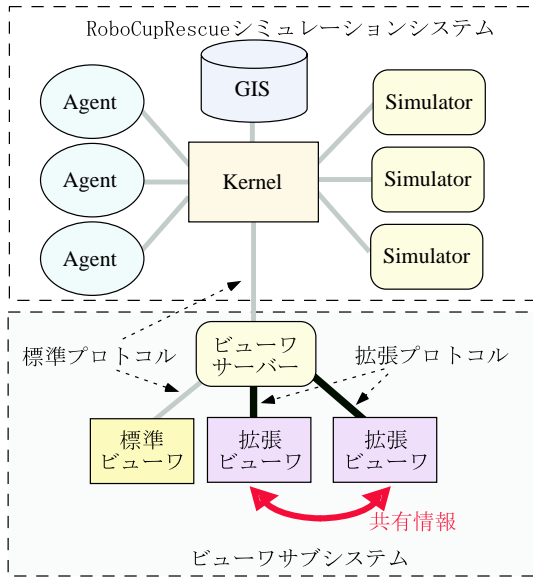 RoboCupRescueシミュレーションシステム
Agent
GIS
Simulator
Agent
Kernel
Simulator
Agent
Simulator
標準プロトコル
ビューワ
サーバー
拡張プロトコル
標準
ビューワ
拡張
ビューワ
拡張
ビューワ
共有情報
ビューワサブシステム